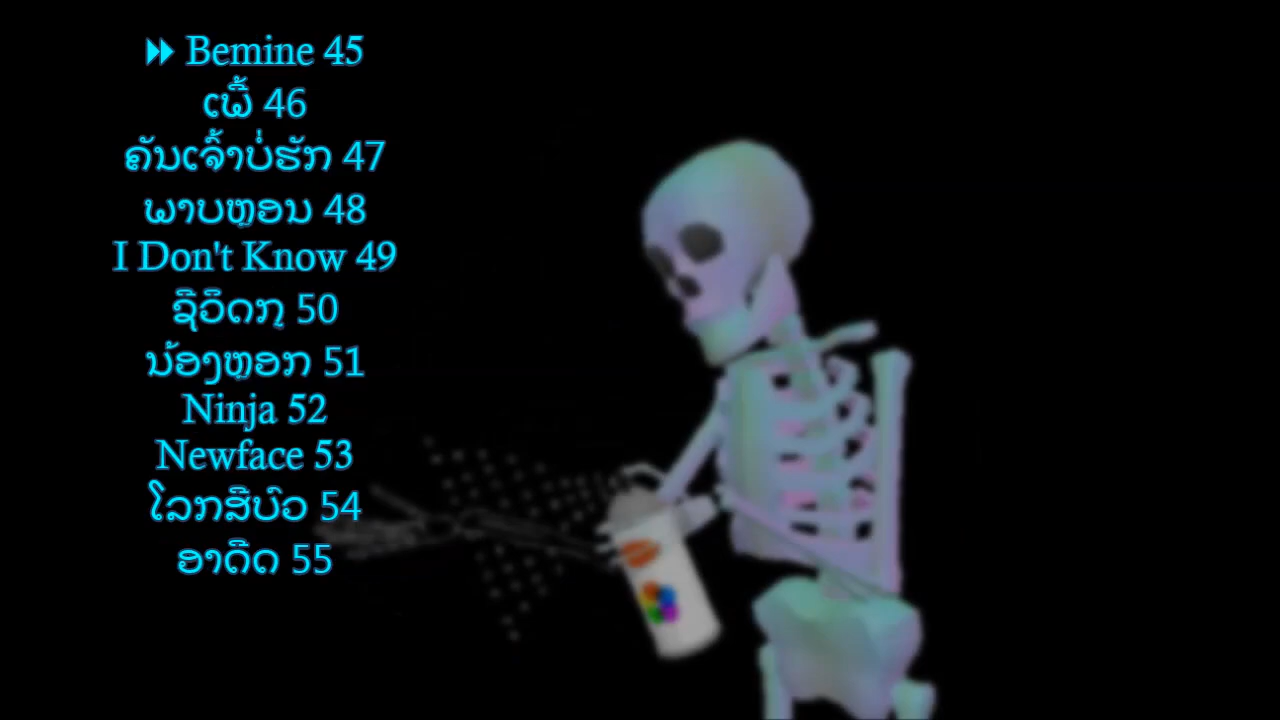 ⏩ Bemine 45
ເພື້ 46
ຄັນເຈົ້າບໍ່ຮັກ 47
ພາບຫຼອນ 48
I Don't Know 49
ຊີວິດກູ 50
ນ້ອງຫຼອກ 51
Ninja 52
Newface 53
ໂລກສີບົວ 54
ອາດີດ 55